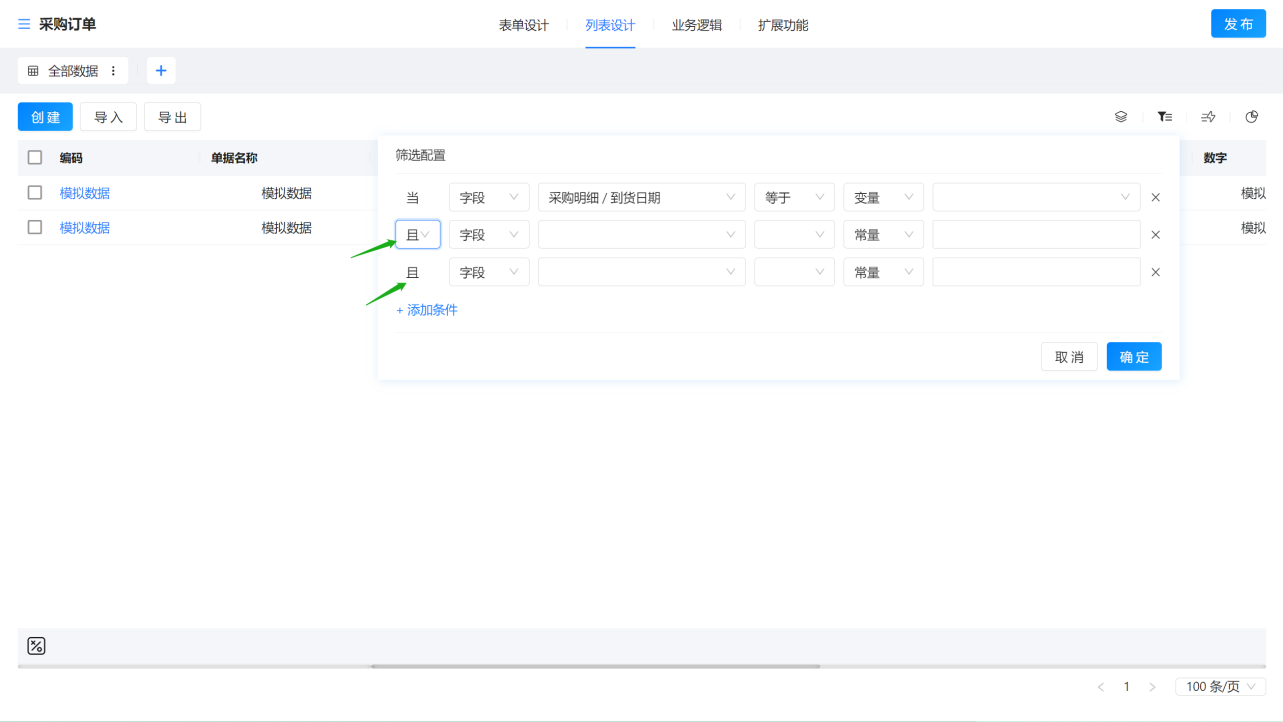 采购订单
表单设计
列表设计
业务逻辑
扩展功能
发布
全部数据
创建
导入
导出
编码
单据名称
数字
模拟数据
模拟数据
模拟
模拟数据
模拟数据
模拟
筛选配置
当 字段 采购明细 / 到货日期 等于 变量
且 字段 常量
且 字段 常量
+ 添加条件
取消
确定
1
100 条/页